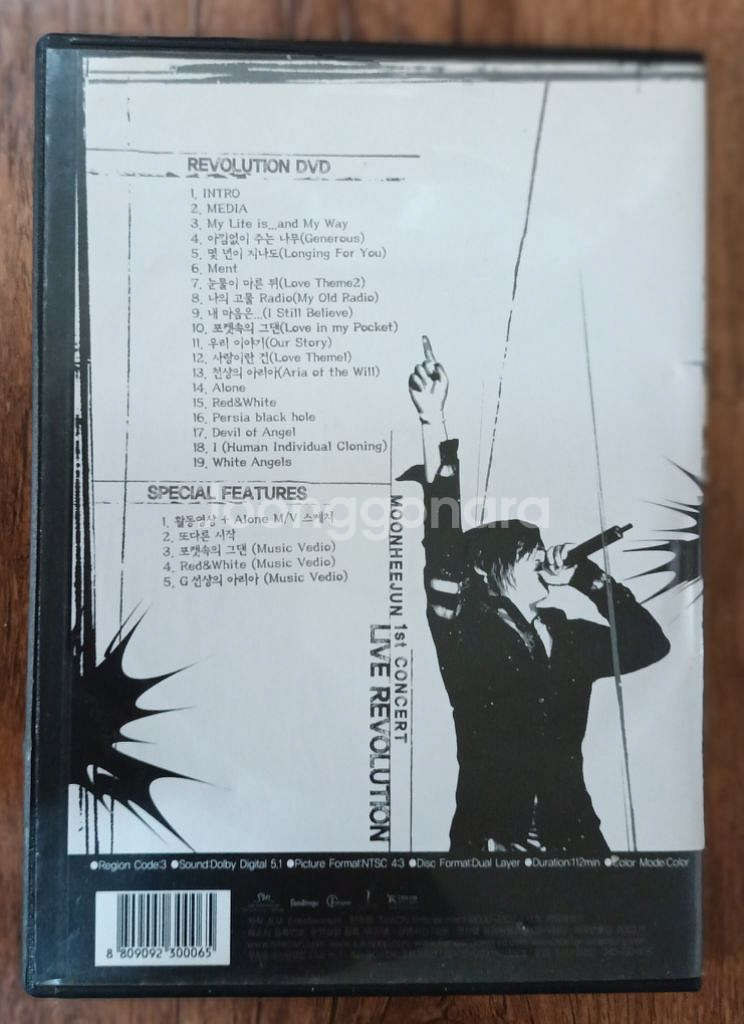 REVOLUTION DVD
1. INTRO
2. MEDIA
3. My Life is...and My Way
4. 아낌없이 주는 나무(Generous)
5. 몇 년이 지나도(Longing For You)
6. Ment
7. 눈물이 마른 뒤(Love Theme2)
8. 나의 고물 Radio(My Old Radio)
9. 내 마음은...(I Still Believe)
10. 포켓속의 그댄(Love in my Pocket)
11. 우리 이야기(Our Story)
12. 사랑이란 건(Love Theme1)
13. 천상의 아리아(Aria of the Will)
14. Alone
15. Red&White
16. Persia black hole
17. Devil of Angel
18. I (Human Individual Cloning)
19. White Angels
SPECIAL FEATURES
1. 활동영상 + Alone M/V 스케치
2. 또다른 시작
3. 포켓속의 그댄 (Music Vedio)
4. Red&White (Music Vedio)
5. G 선상의 아리아 (Music Vedio)
MOONHEEJUN 1st CONCERT
LIVE REVOLUTION
joonggonara
●Region Code:3 ●Sound:Dolby Digital 5.1 ●Picture Format:NTSC 4:3 ●Disc Format:Dual Layer ●Duration:112min ●Color Mode:Color
8 809092 300065